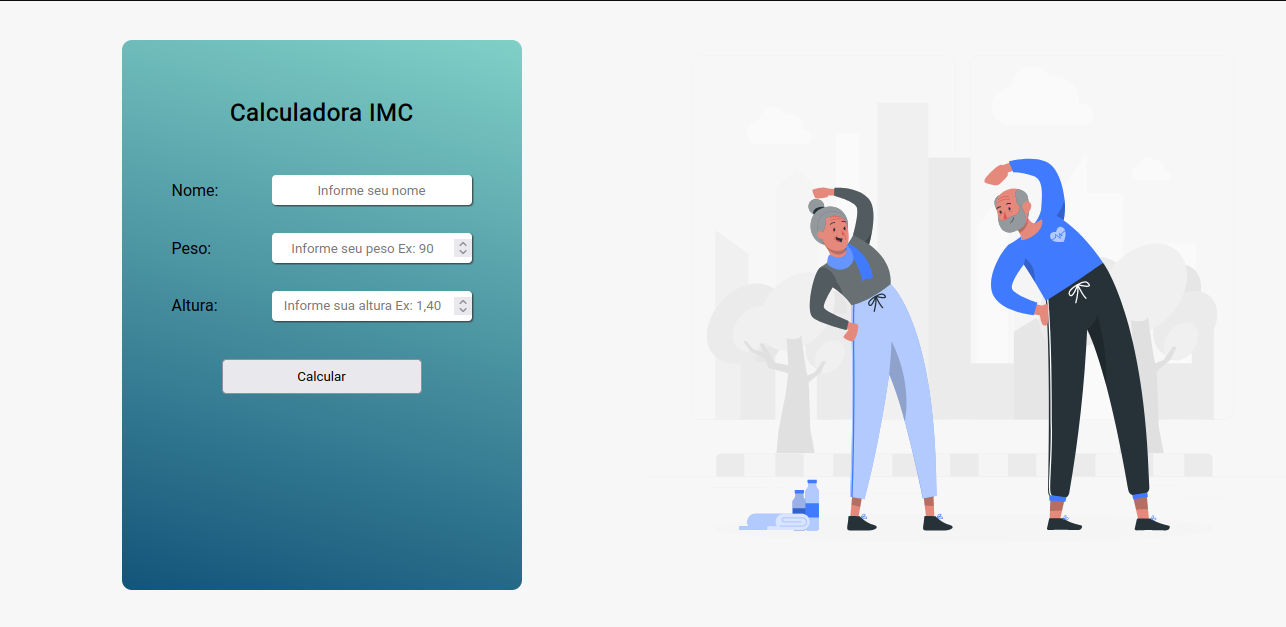 Calculadora IMC
Nome:
Informe seu nome
Peso:
Informe seu peso Ex: 90
Altura:
Informe sua altura Ex: 1,40
Calcular